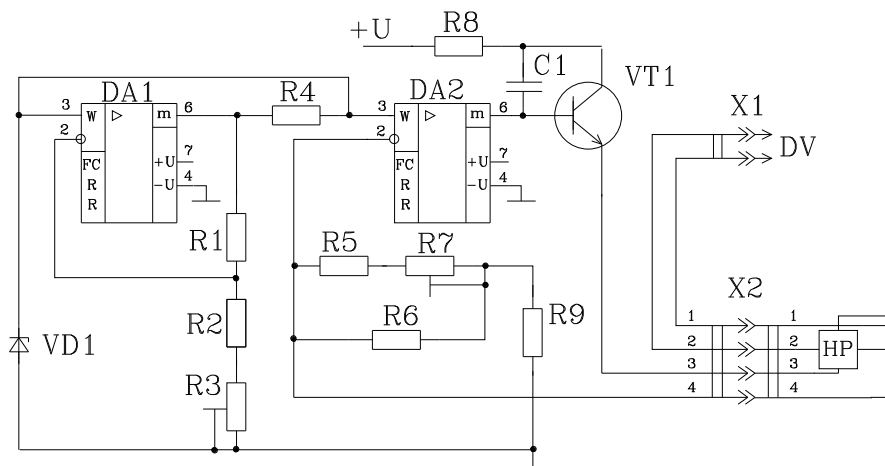 +U R8
C1 VT1
DA1 R4 DA2
3 W m 6 3 W m 6
2 2
FC +U 7 FC +U 7
R -U 4 R -U 4
R R
X1
DV
R1 R5 R7
R6 R9
R2
VD1
R3
X2
1 1
2 2 HP
3 3
4 4